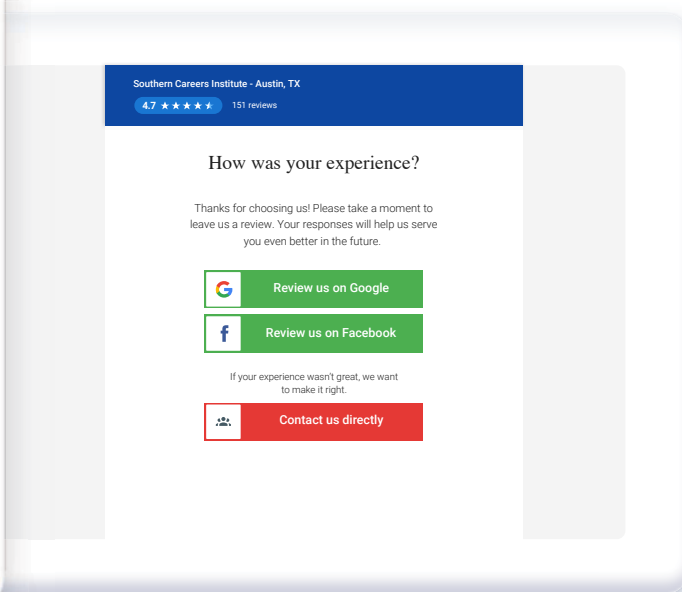 Southern Careers Institute - Austin, TX
4.7 ★★★★⯨ 151 reviews
How was your experience?
Thanks for choosing us! Please take a moment to
leave us a review. Your responses will help us serve
you even better in the future.
Review us on Google
Review us on Facebook
If your experience wasn't great, we want
to make it right.
Contact us directly